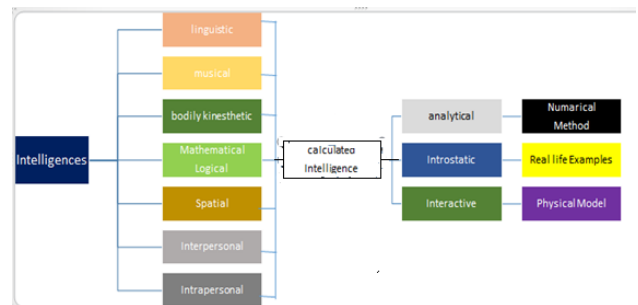 linguistic
musical
bodily kinesthetic
Mathematical
Logical
Spatial
Interpersonal
Intrapersonal
Intelligences
calculated
Intelligence
analytical
Introstatic
Interactive
Numarical
Method
Real life Examples
Physical Model